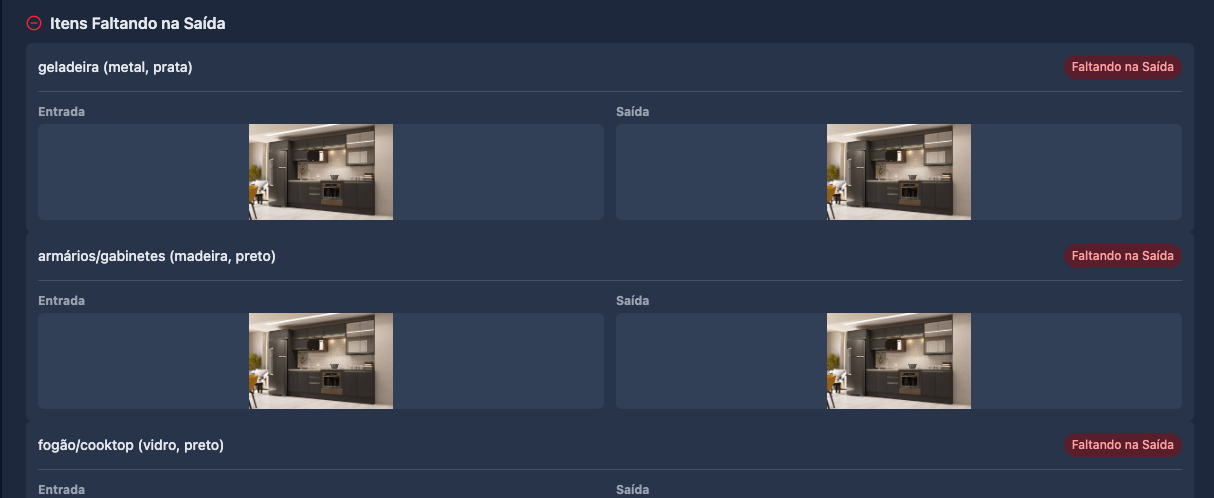 Itens Faltando na Saída
geladeira (metal, prata)
Faltando na Saída
Entrada
Saída
armários/gabinetes (madeira, preto)
Faltando na Saída
Entrada
Saída
fogão/cooktop (vidro, preto)
Faltando na Saída
Entrada
Saída